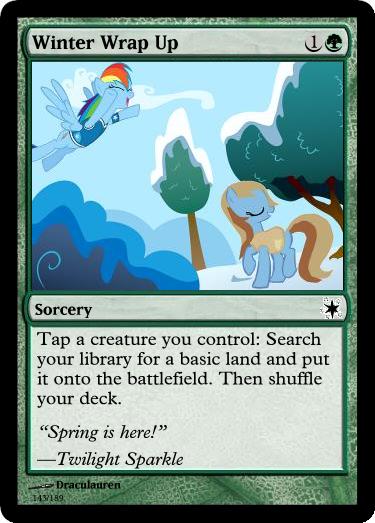 Winter Wrap Up 1
Sorcery
Tap a creature you control: Search
your library for a basic land and put
it onto the battlefield. Then shuffle
your deck.
“Spring is here!”
—Twilight Sparkle
Draculauren
143/189